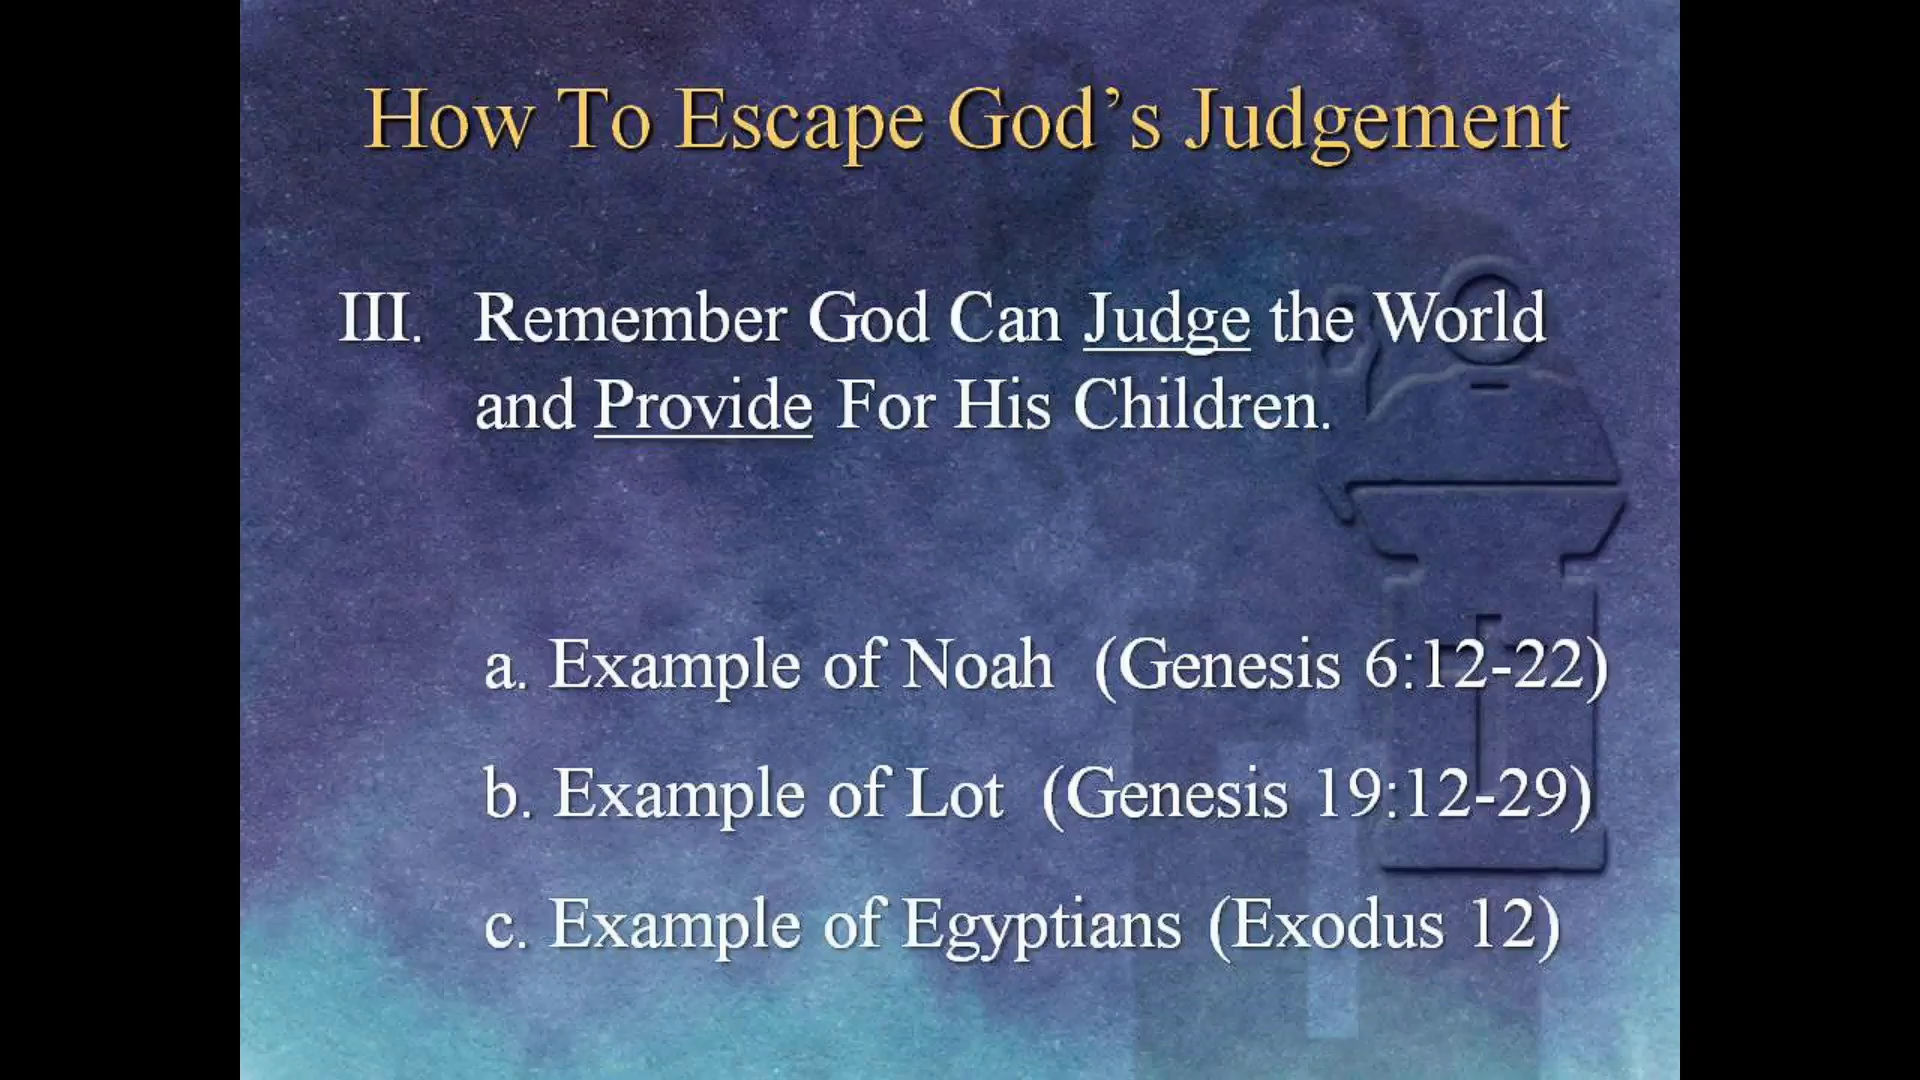 How To Escape God’s Judgement
III. Remember God Can Judge the World
and Provide For His Children.
a. Example of Noah (Genesis 6:12-22)
b. Example of Lot (Genesis 19:12-29)
c. Example of Egyptians (Exodus 12)